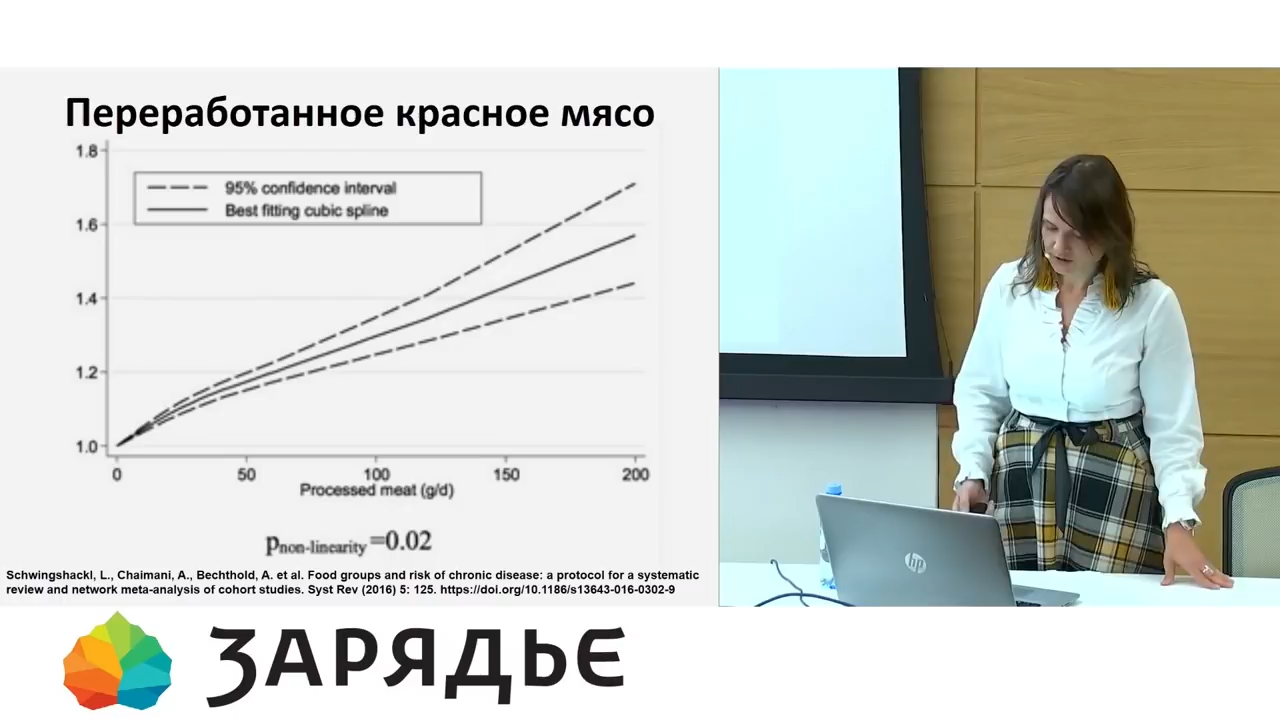 Переработанное красное мясо
1.8
1.6
1.4
1.2
1.0
95% confidence interval
Best fitting cubic spline
0
50
100
150
200
Processed meat (g/d)
pnon-linearity=0.02
Schwingshackl, L., Chaimani, A., Bechthold, A. et al. Food groups and risk of chronic disease: a protocol for a systematic
review and network meta-analysis of cohort studies. Syst Rev (2016) 5: 125. https://doi.org/10.1186/s13643-016-0302-9
hp
ЗАРЯДЬЕ